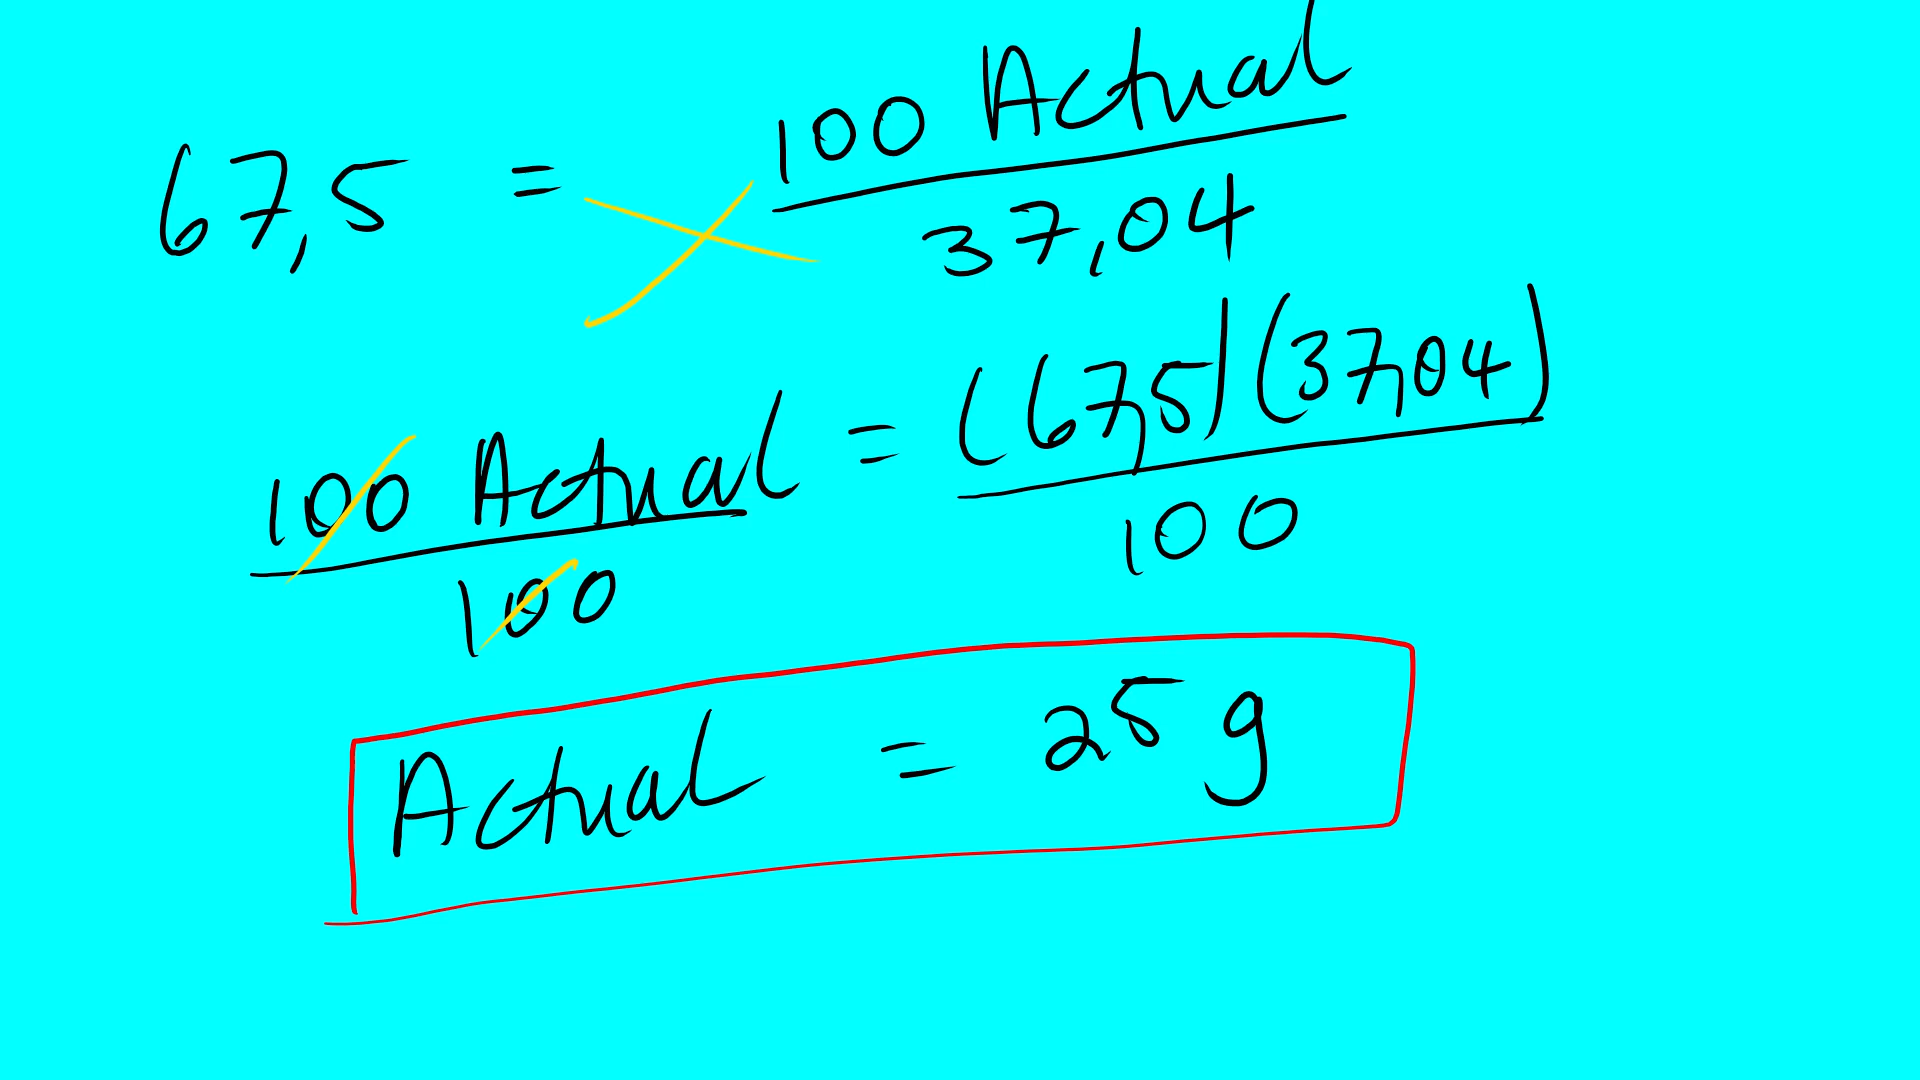 67,5 = 100 Actual
37,04
100 Actual = (67,5)(37,04)
100 100
Actual = 25 g